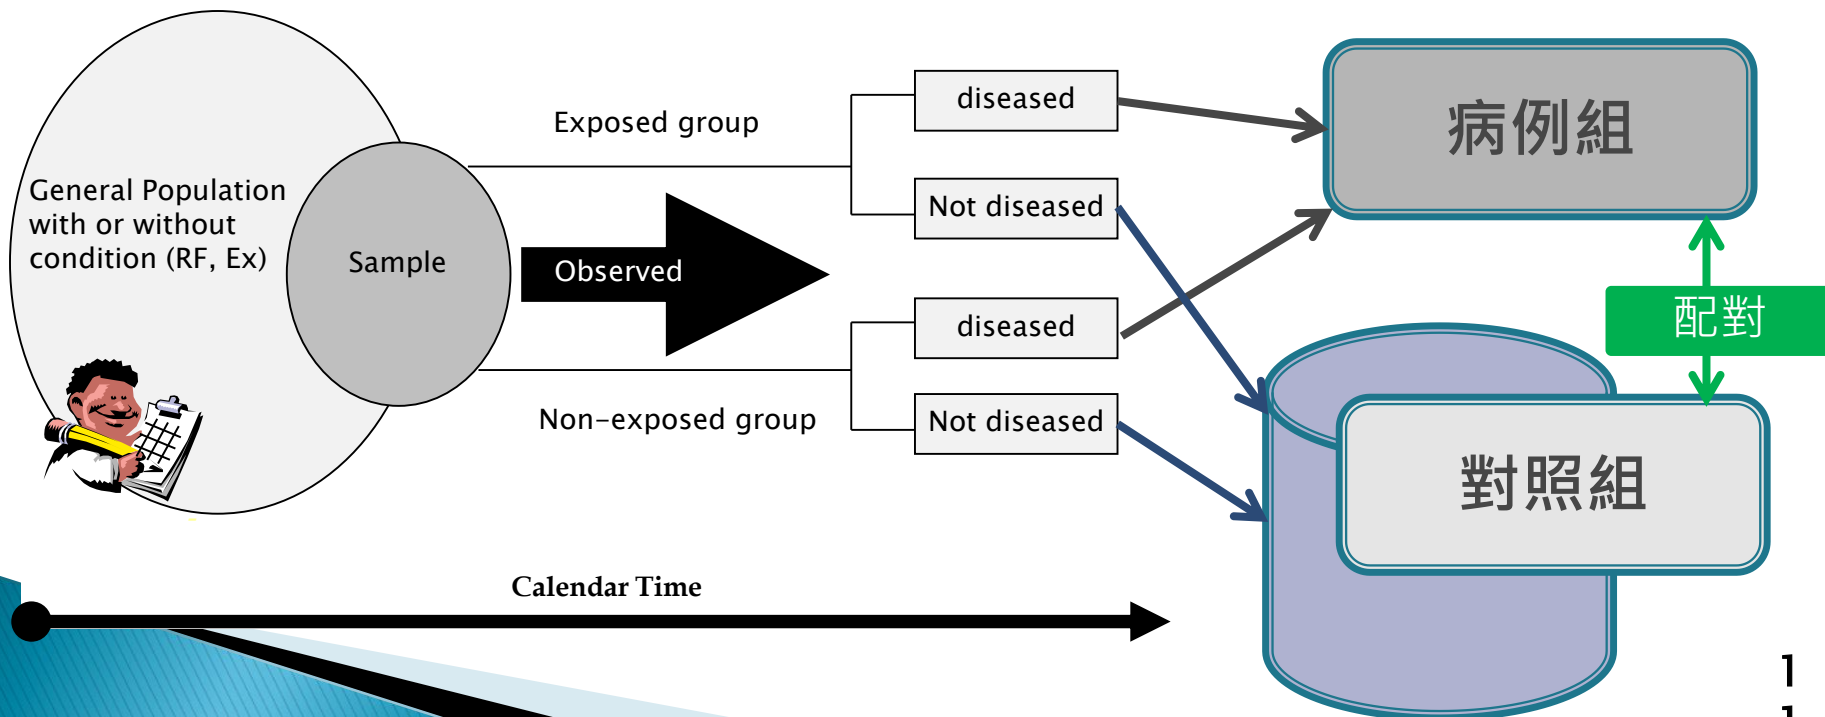 General Population
with or without
condition (RF, Ex)
Sample
Exposed group
Observed
Non-exposed group
diseased
Not diseased
diseased
Not diseased
病例組
配對
對照組
Calendar Time
1